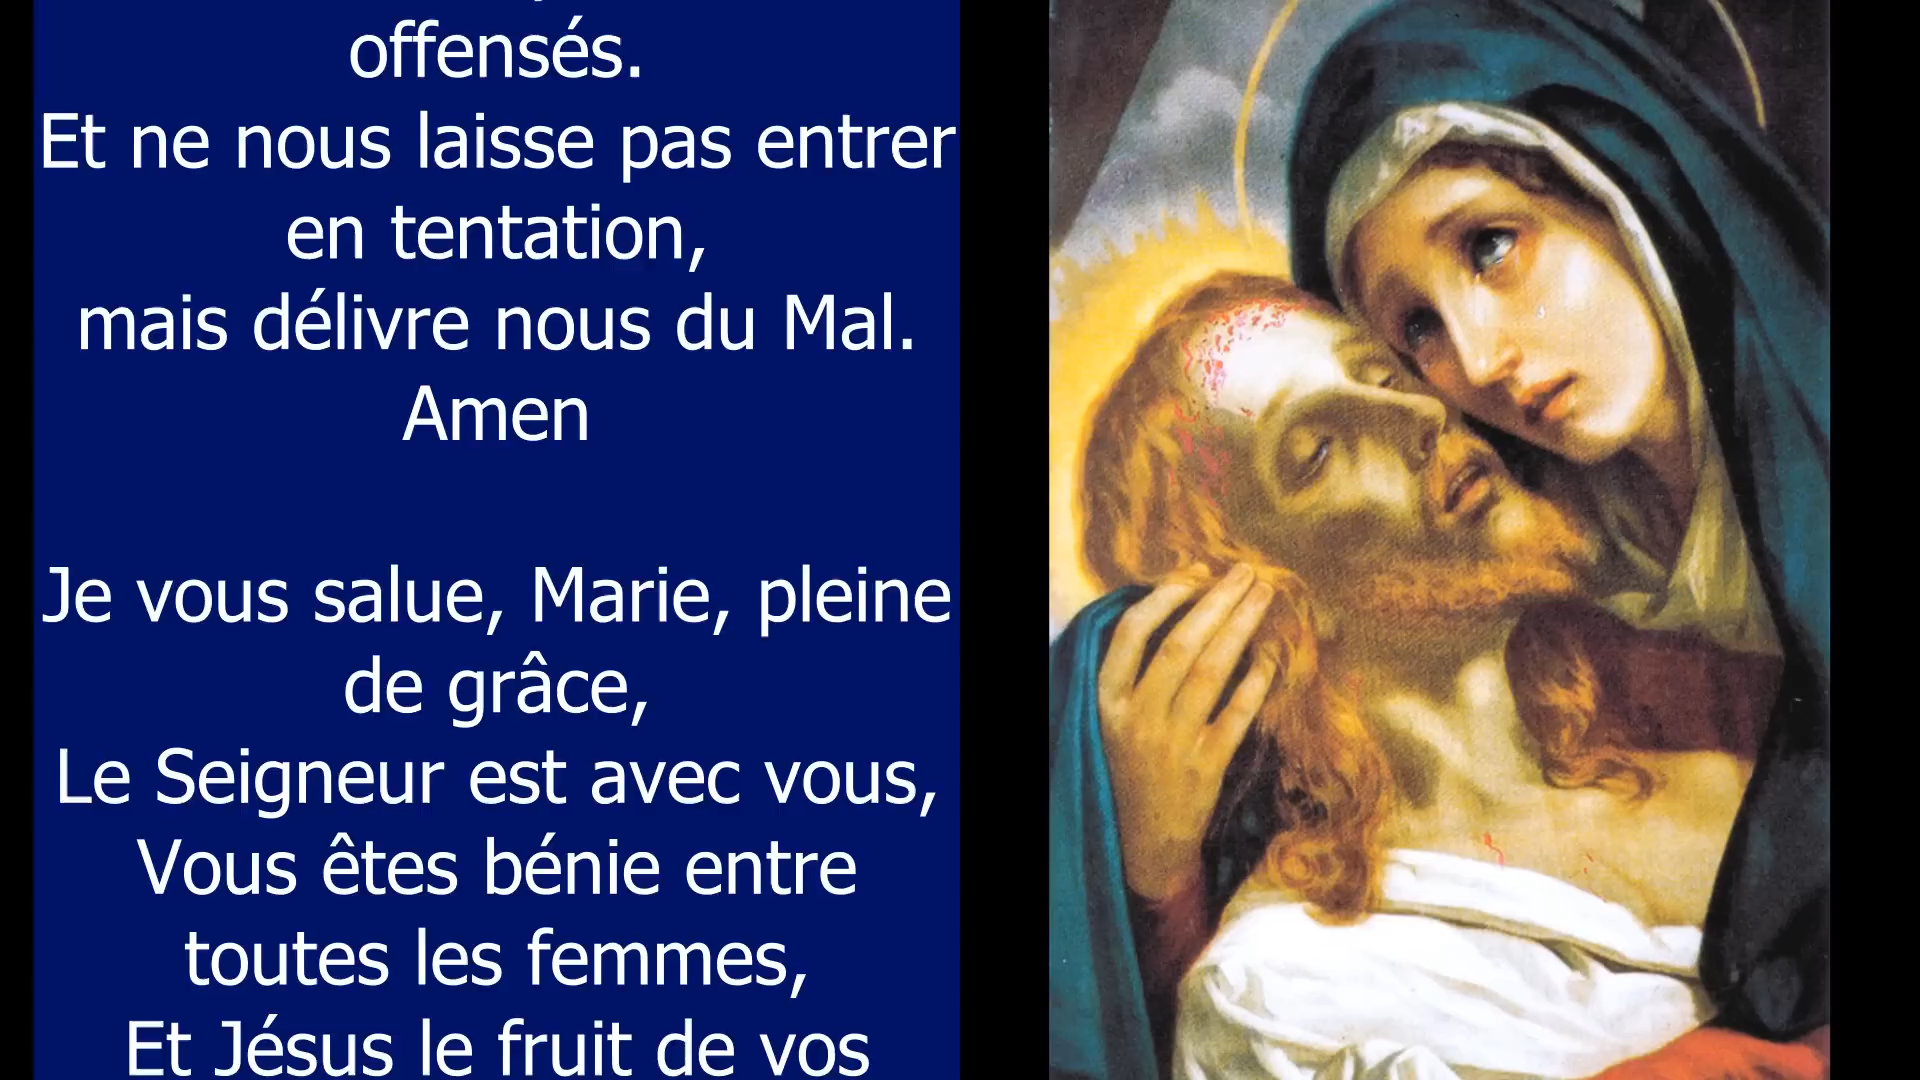 offensés.
Et ne nous laisse pas entrer
en tentation,
mais délivre nous du Mal.
Amen
Je vous salue, Marie, pleine
de grâce,
Le Seigneur est avec vous,
Vous êtes bénie entre
toutes les femmes,
Et Jésus le fruit de vos